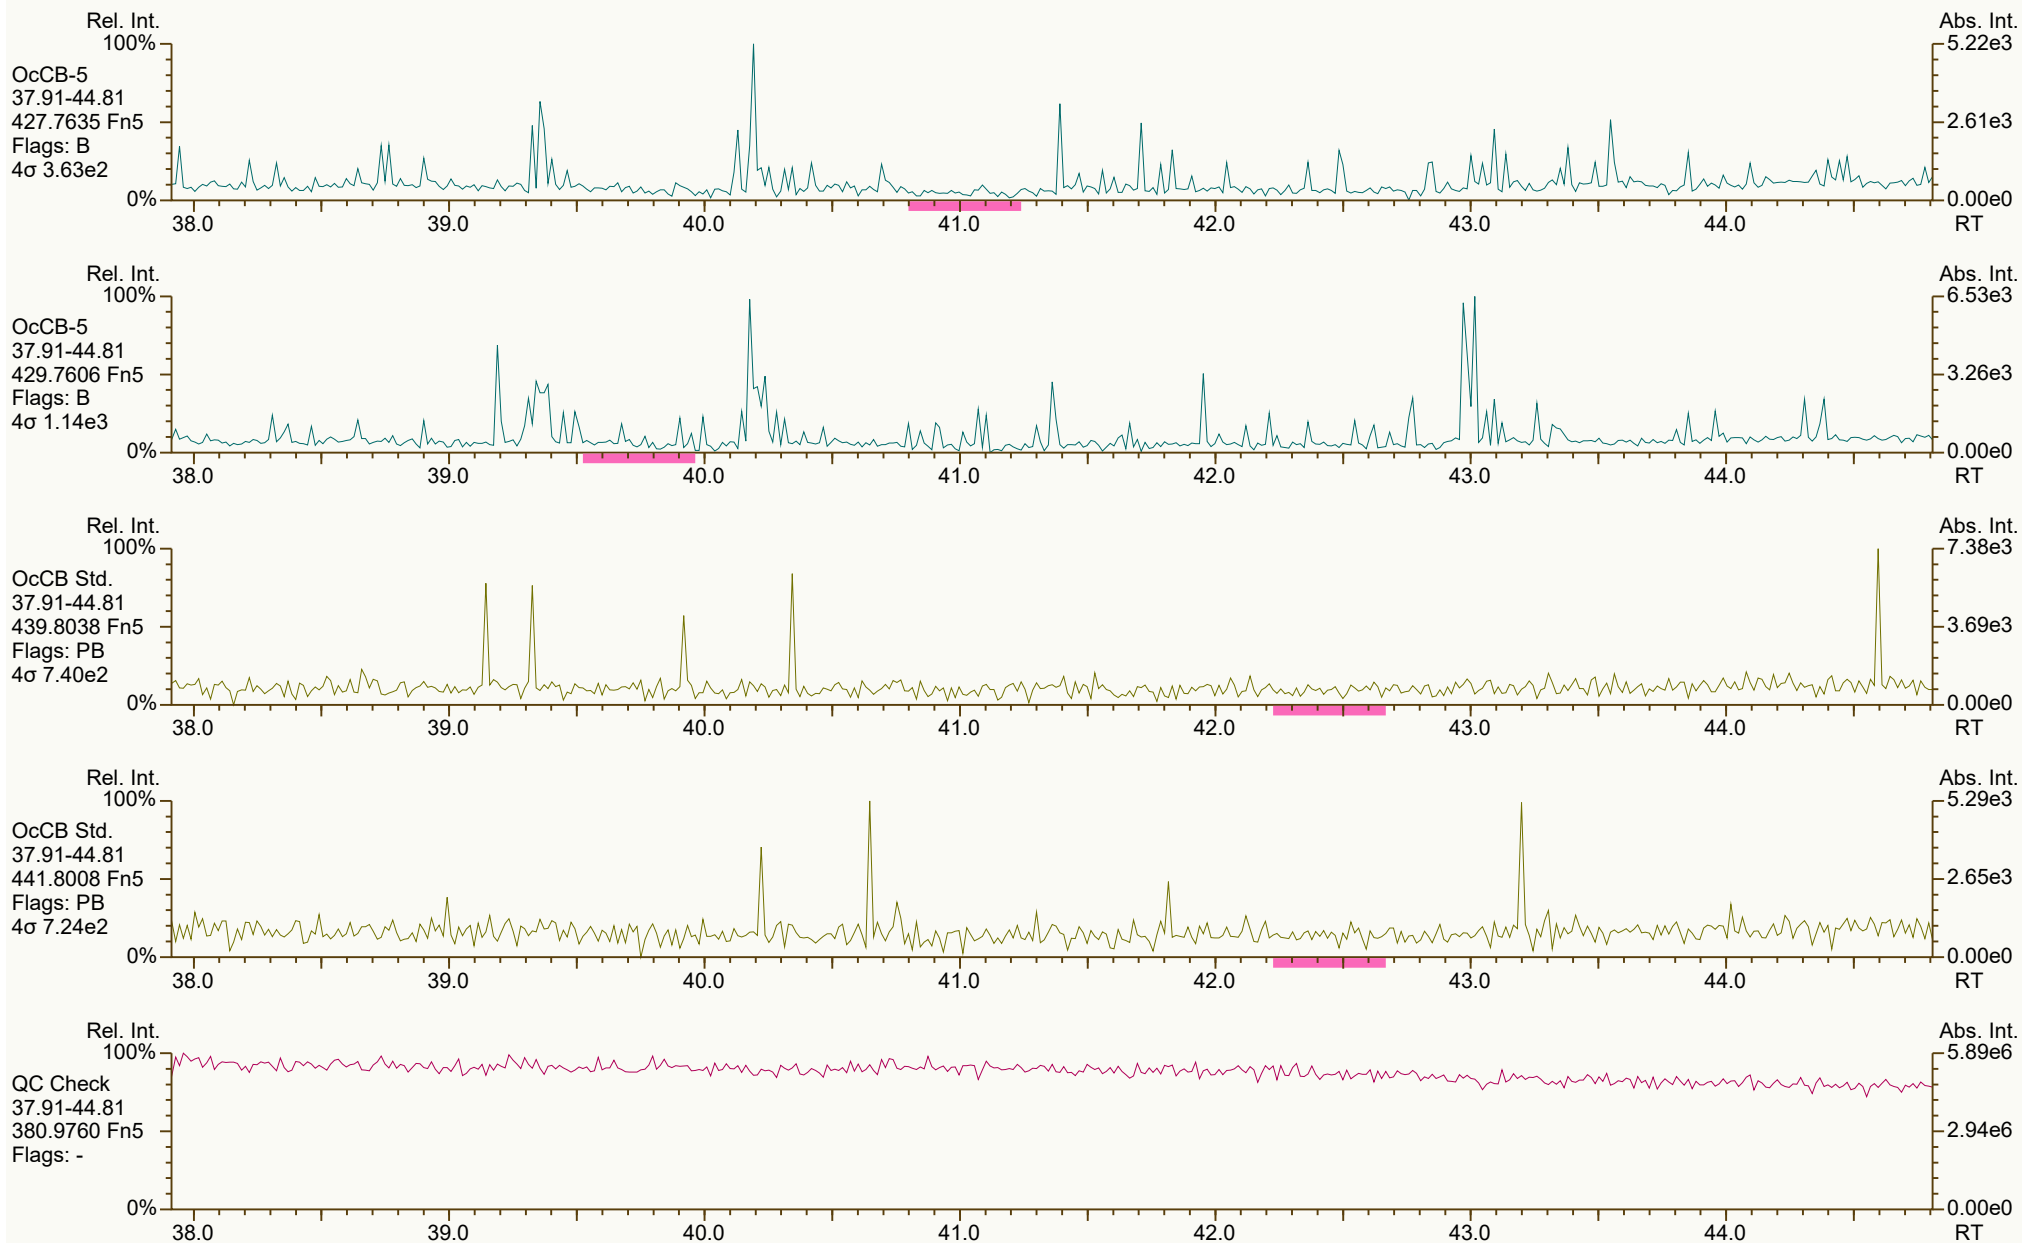 Rel. Int.
Abs. Int.
100%
5.22e3
OcCB-5
37.91-44.81
427.7635 Fn5
2.61e3
Flags: B
4σ 3.63e2
0%
0.00e0
38.0 39.0 40.0 41.0 42.0 43.0 44.0 RT
Rel. Int.
Abs. Int.
100%
6.53e3
OcCB-5
37.91-44.81
429.7606 Fn5
3.26e3
Flags: B
4σ 1.14e3
0%
0.00e0
38.0 39.0 40.0 41.0 42.0 43.0 44.0 RT
Rel. Int.
Abs. Int.
100%
7.38e3
OcCB Std.
37.91-44.81
439.8038 Fn5
3.69e3
Flags: PB
4σ 7.40e2
0%
0.00e0
38.0 39.0 40.0 41.0 42.0 43.0 44.0 RT
Rel. Int.
Abs. Int.
100%
5.29e3
OcCB Std.
37.91-44.81
441.8008 Fn5
2.65e3
Flags: PB
4σ 7.24e2
0%
0.00e0
38.0 39.0 40.0 41.0 42.0 43.0 44.0 RT
Rel. Int.
Abs. Int.
100%
5.89e6
QC Check
37.91-44.81
380.9760 Fn5
2.94e6
Flags: -
0%
0.00e0
38.0 39.0 40.0 41.0 42.0 43.0 44.0 RT